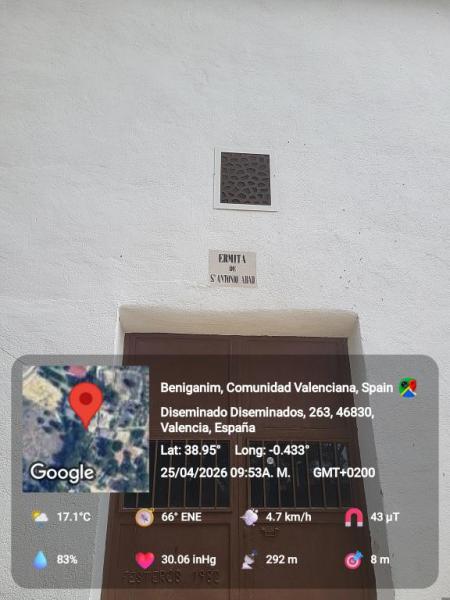 ERMITA
DE
Sº ANTONIO ABAD
Beniganim, Comunidad Valenciana, Spain
Diseminado Diseminados, 263, 46830,
Valencia, España
Lat: 38.95° Long: -0.433°
25/04/2026 09:53A. M. GMT+0200
Google
17.1°C 66° ENE 4.7 km/h 43 μT
83% 30.06 inHg 292 m 8 m
FESTEROS 1982